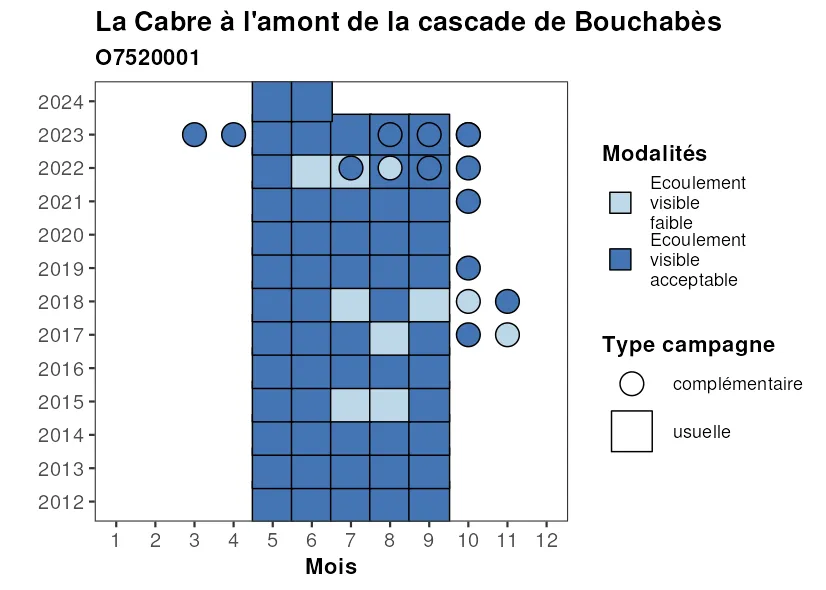 La Cabre à l'amont de la cascade de Bouchabès
O7520001
2024
2023
2022
2021
2020
2019
2018
2017
2016
2015
2014
2013
2012
1 2 3 4 5 6 7 8 9 10 11 12
Mois
Modalités
Ecoulement
visible
faible
Ecoulement
visible
acceptable
Type campagne
complémentaire
usuelle